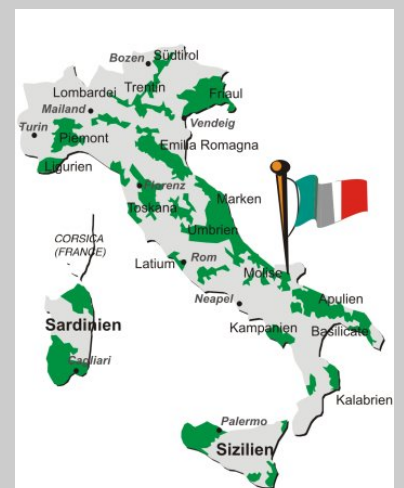 Bozen
Südtirol
Lombardei
Trentin
Friaul
Mailand
Vendeig
Turin
Piemont
Emilia Romagna
Ligurien
Florenz
Toskana
Marken
Umbrien
CORSICA
(FRANCE)
Latium
Rom
Molise
Neapel
Apulien
Kampanien
Basilicate
Sardinien
Cagliari
Kalabrien
Palermo
Sizilien